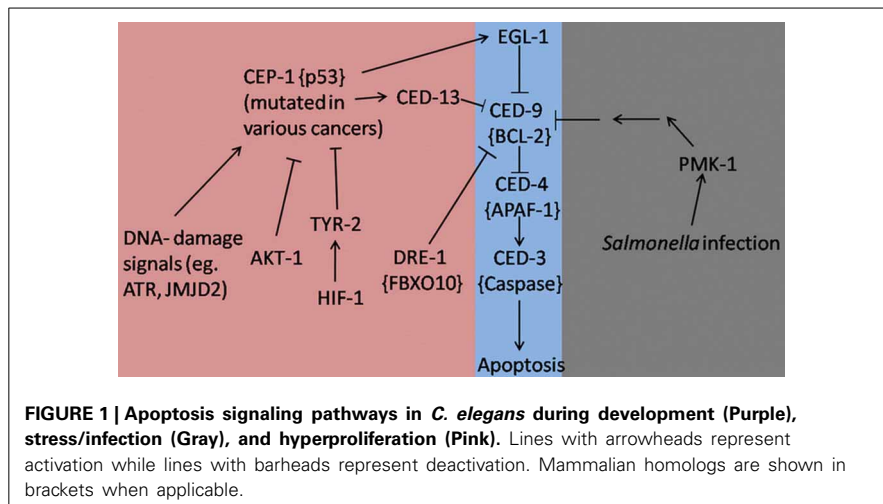 EGL-1
CEP-1 {p53}
(mutated in
various cancers)
CED-13
CED-9
{BCL-2}
PMK-1
CED-4
{APAF-1}
DNA- damage
signals (eg.
ATR, JMJD2)
AKT-1
TYR-2
HIF-1
DRE-1
{FBXO10}
CED-3
{Caspase}
Salmonella infection
Apoptosis
FIGURE 1 | Apoptosis signaling pathways in C. elegans during development (Purple),
stress/infection (Gray), and hyperproliferation (Pink). Lines with arrowheads represent
activation while lines with barheads represent deactivation. Mammalian homologs are shown in
brackets when applicable.